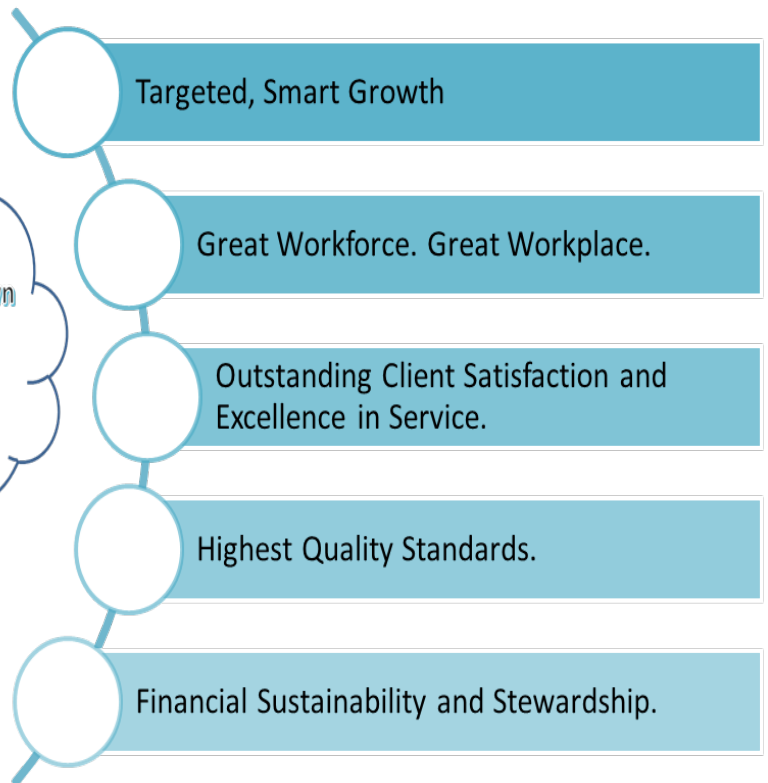 Targeted, Smart Growth
Great Workforce. Great Workplace.
Outstanding Client Satisfaction and
Excellence in Service.
Highest Quality Standards.
Financial Sustainability and Stewardship.